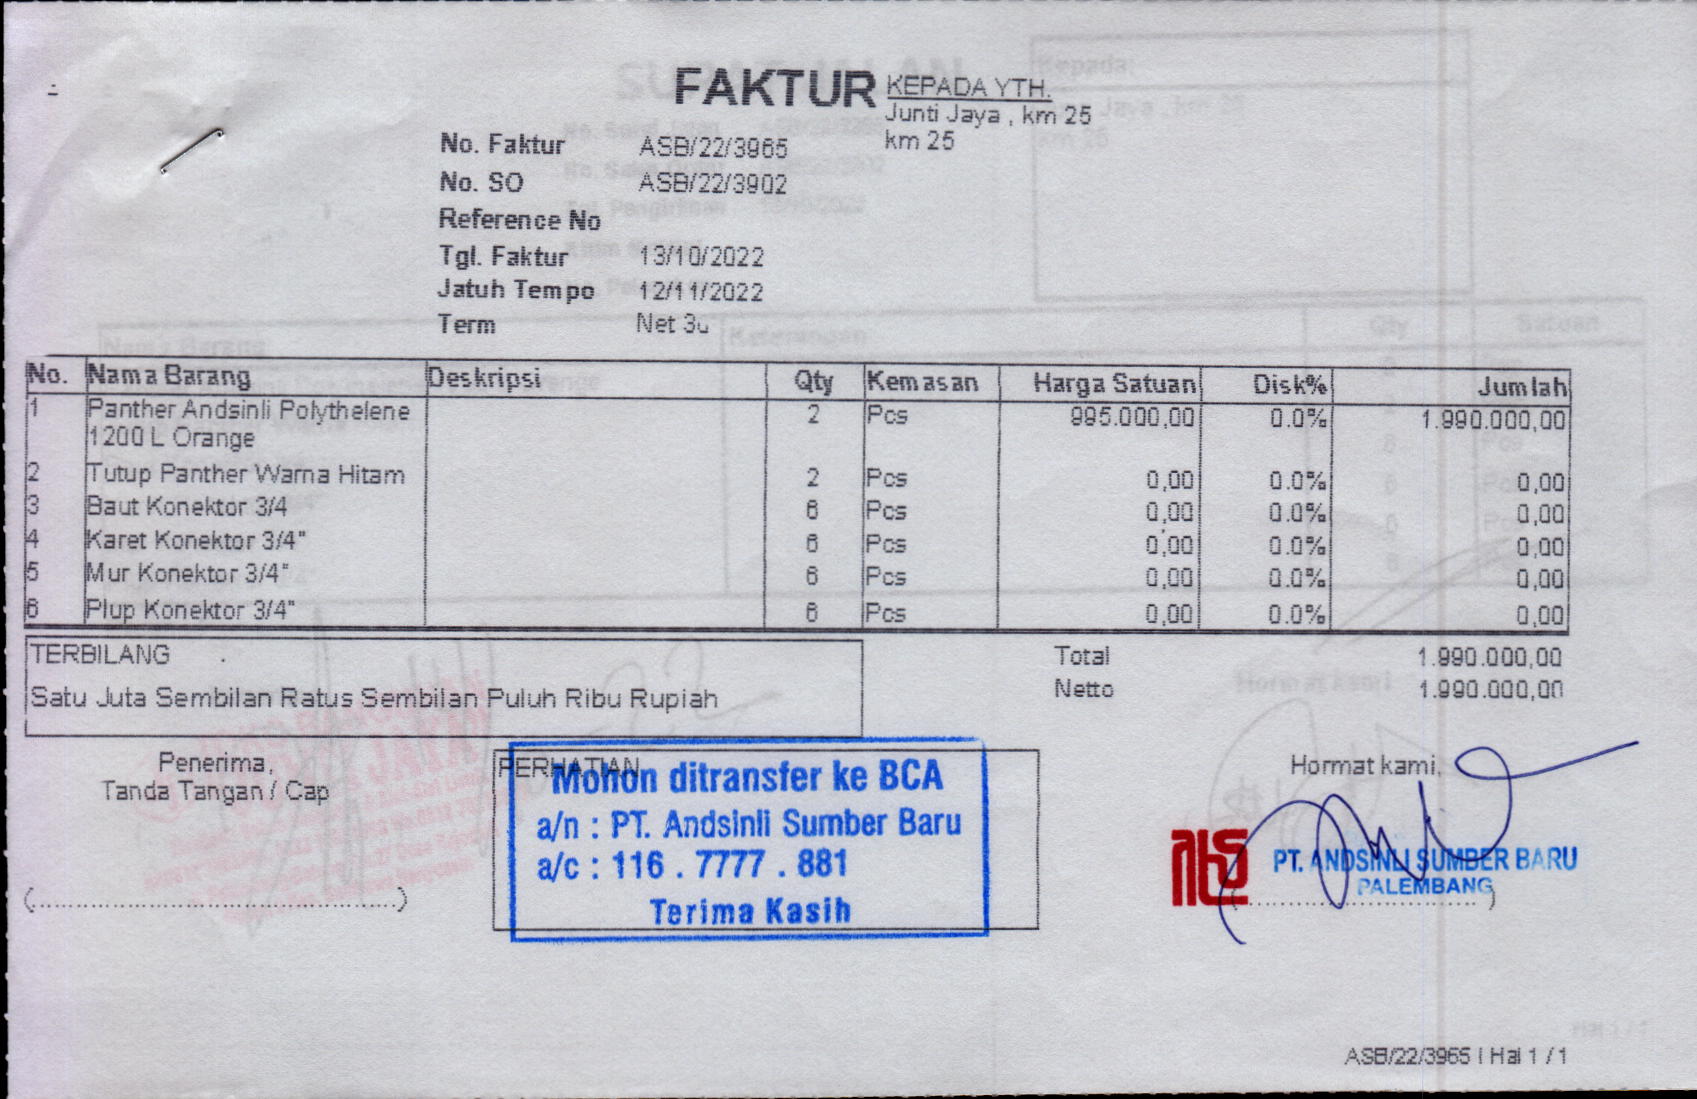 FAKTUR
KEPADA YTH.
Junti Jaya , km 25
km 25
No. Faktur ASB/22/3965
No. SO ASB/22/3902
Reference No
Tgl. Faktur 13/10/2022
Jatuh Tempo 12/11/2022
Term Net 30
No. Nama Barang Deskripsi Qty Kemasan Harga Satuan Disk% Jumlah
1 Panther Andsinli Polythelene 2 Pcs 995.000,00 0.0% 1.990.000,00
1200 L Orange
2 Tutup Panther Warna Hitam 2 Pcs 0,00 0.0% 0,00
3 Baut Konektor 3/4 6 Pcs 0,00 0.0% 0,00
4 Karet Konektor 3/4" 6 Pcs 0,00 0.0% 0,00
5 Mur Konektor 3/4" 6 Pcs 0,00 0.0% 0,00
6 Plup Konektor 3/4" 6 Pcs 0,00 0.0% 0,00
TERBILANG
Satu Juta Sembilan Ratus Sembilan Puluh Ribu Rupiah
Total 1.990.000,00
Netto 1.990.000,00
Penerima,
Tanda Tangan / Cap
(........................................)
PERHATIAN
Mohon ditransfer ke BCA
a/n : PT. Andsinli Sumber Baru
a/c : 116 . 7777 . 881
Terima Kasih
Hormat kami,
PT. ANDSINLI SUMBER BARU
PALEMBANG
(............................)
ASB/22/3965 | Hal 1 / 1